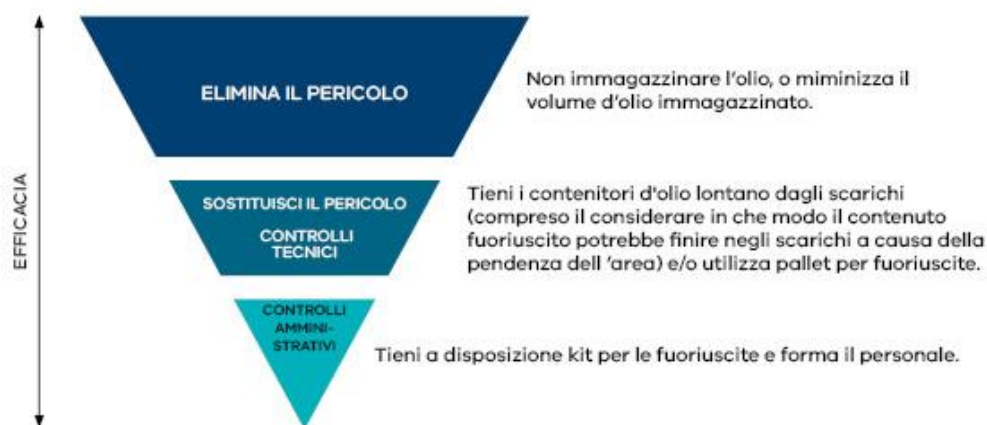 EFFICACIA
ELIMINA IL PERICOLO
Non immagazzinare l'olio, o miminizza il
volume d'olio immagazzinato.
SOSTITUISCI IL PERICOLO
CONTROLLI
TECNICI
Tieni i contenitori d'olio lontano dagli scarichi
(compreso il considerare in che modo il contenuto
fuoriuscito potrebbe finire negli scarichi a causa della
pendenza dell 'area) e/o utilizza pallet per fuoriuscite.
CONTROLLI
AMMINI-
STRATIVI
Tieni a disposizione kit per le fuoriuscite e forma il personale.